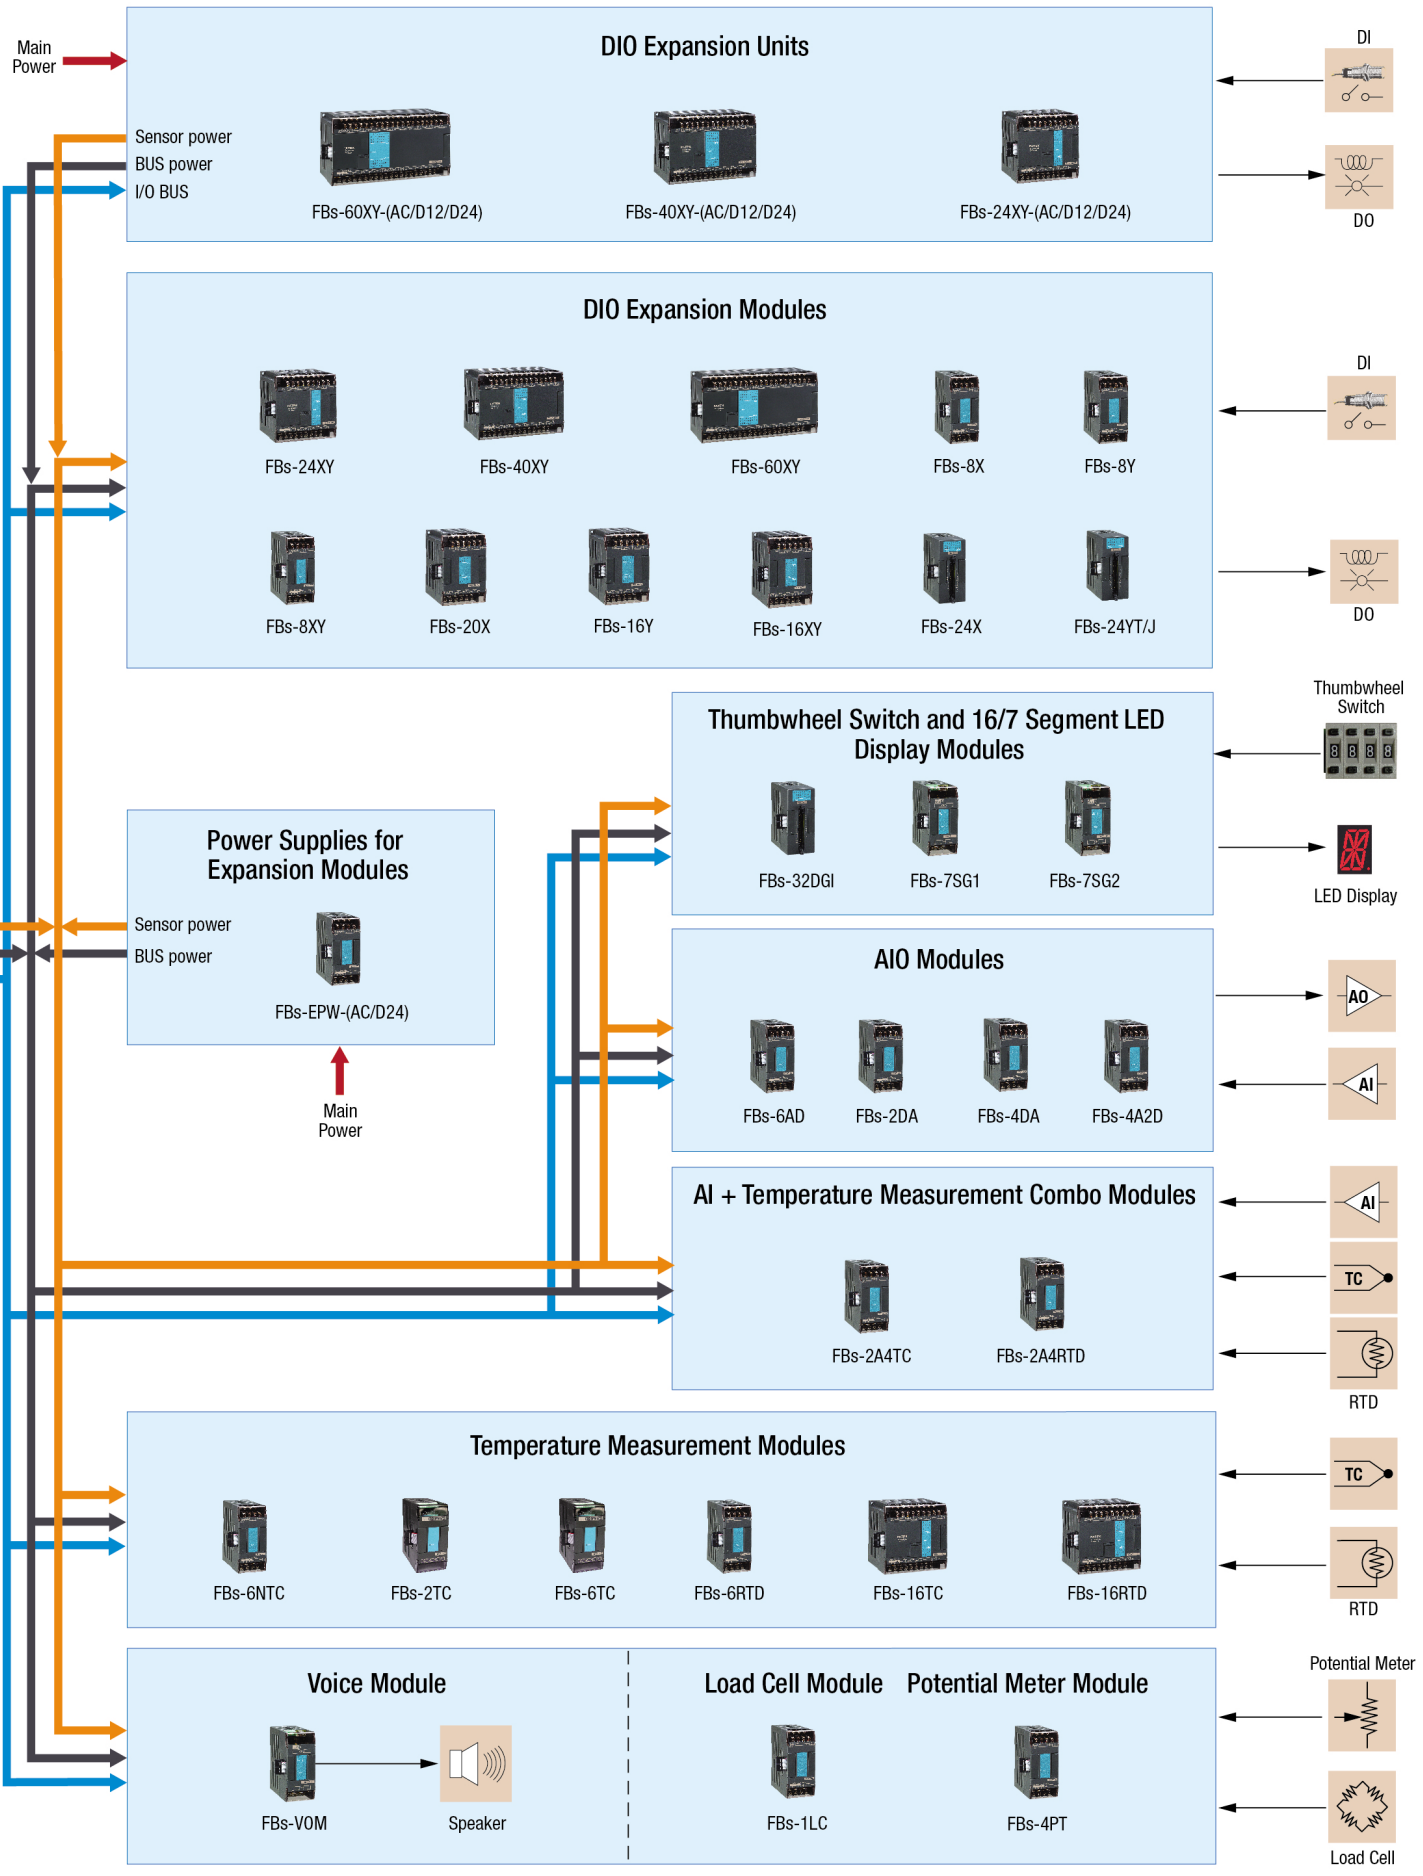 Main
Power
DIO Expansion Units
DI
Sensor power
BUS power
I/O BUS
FBs-60XY-(AC/D12/D24)
FBs-40XY-(AC/D12/D24)
FBs-24XY-(AC/D12/D24)
DO
DIO Expansion Modules
DI
FBs-24XY
FBs-40XY
FBs-60XY
FBs-8X
FBs-8Y
FBs-8XY
FBs-20X
FBs-16Y
FBs-16XY
FBs-24X
FBs-24YT/J
DO
Thumbwheel Switch and 16/7 Segment LED
Display Modules
Thumbwheel
Switch
8 8 8 8
FBs-32DGI
FBs-7SG1
FBs-7SG2
LED Display
Power Supplies for
Expansion Modules
Sensor power
BUS power
FBs-EPW-(AC/D24)
Main
Power
AIO Modules
AO
AI
FBs-6AD
FBs-2DA
FBs-4DA
FBs-4A2D
AI + Temperature Measurement Combo Modules
AI
TC
FBs-2A4TC
FBs-2A4RTD
RTD
Temperature Measurement Modules
TC
FBs-6NTC
FBs-2TC
FBs-6TC
FBs-6RTD
FBs-16TC
FBs-16RTD
RTD
Voice Module
Load Cell Module
Potential Meter Module
Potential Meter
FBs-VOM
Speaker
FBs-1LC
FBs-4PT
Load Cell